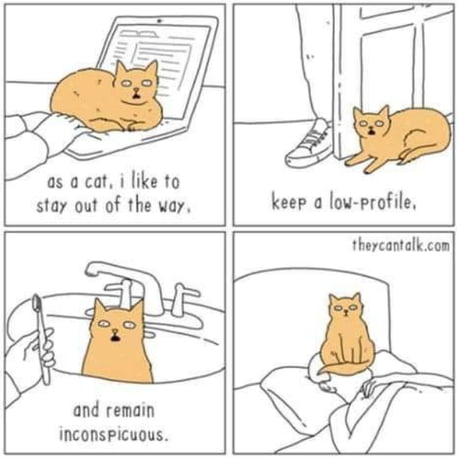 as a cat, i like to
stay out of the way,
keep a low-profile,
and remain
inconspicuous.
theycantalk.com